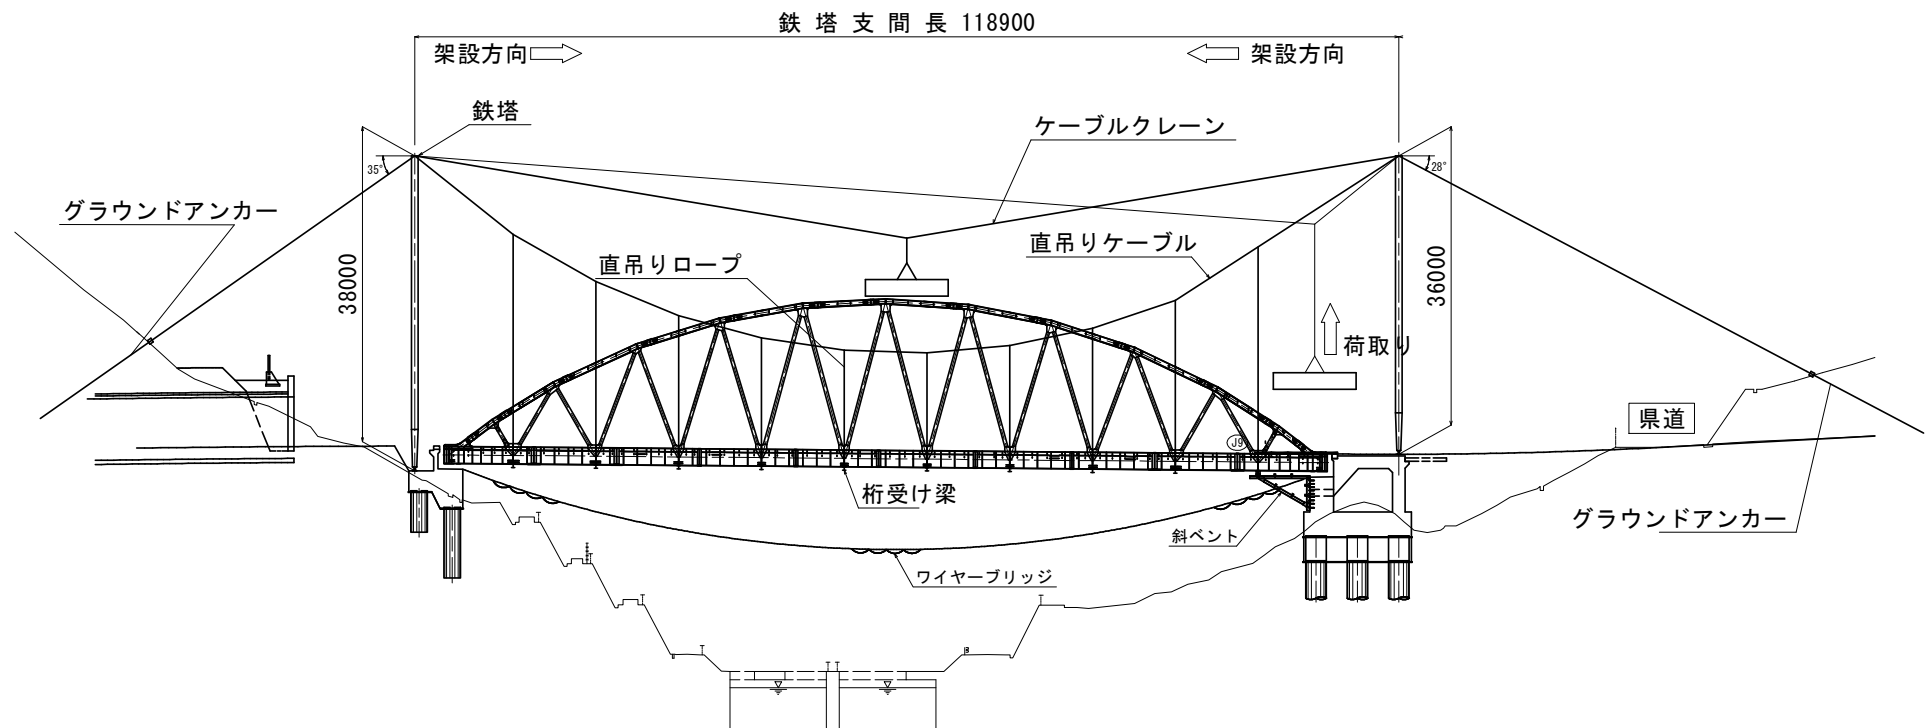 鉄塔支間長 118900
架設方向
架設方向
鉄塔
ケーブルクレーン
35°
28°
グラウンドアンカー
直吊りケーブル
直吊りロープ
38000
36000
荷取り
県道
J9
桁受け梁
グラウンドアンカー
斜ベント
ワイヤーブリッジ